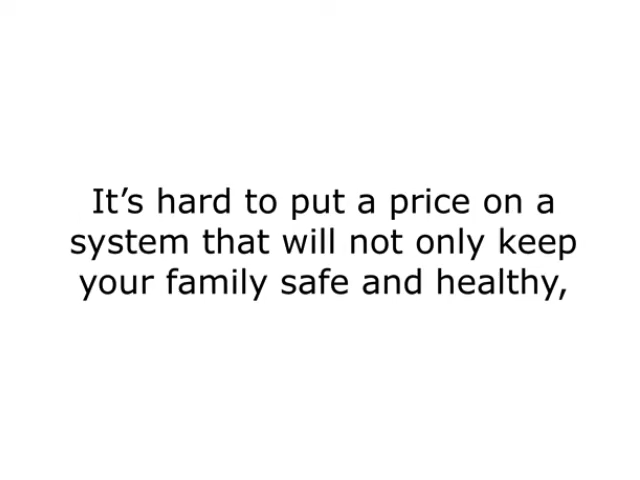 It’s hard to put a price on a
system that will not only keep
your family safe and healthy,